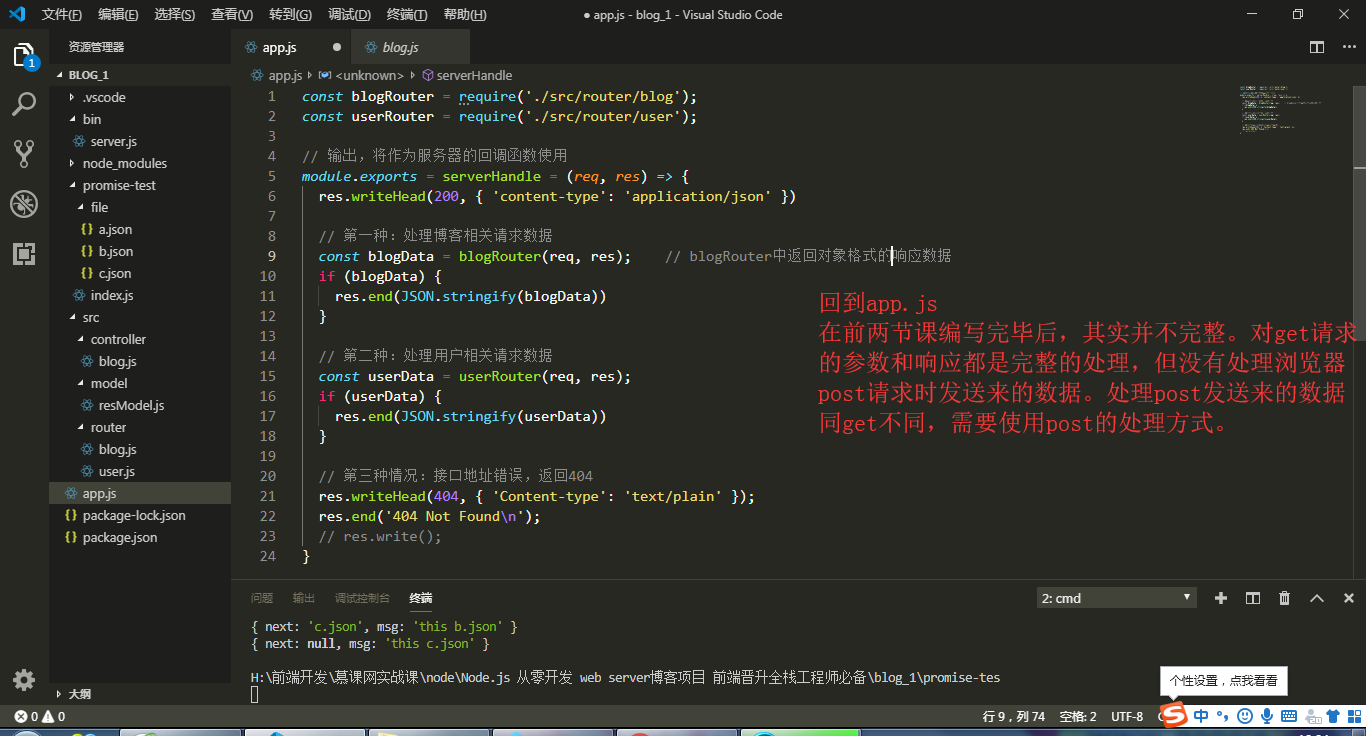 文件(F) 编辑(E) 选择(S) 查看(V) 转到(G) 调试(D) 终端(T) 帮助(H) ● app.js - blog_1 - Visual Studio Code
资源管理器
1
BLOG_1
.vscode
bin
server.js
node_modules
promise-test
file
a.json
b.json
c.json
index.js
src
controller
blog.js
model
resModel.js
router
blog.js
user.js
app.js
package-lock.json
package.json
大纲
app.js ● blog.js
app.js <unknown> serverHandle
1 const blogRouter = require('./src/router/blog');
2 const userRouter = require('./src/router/user');
3
4 // 输出，将作为服务器的回调函数使用
5 module.exports = serverHandle = (req, res) => {
6 res.writeHead(200, { 'content-type': 'application/json' })
7
8 // 第一种：处理博客相关请求数据
9 const blogData = blogRouter(req, res); // blogRouter中返回对象格式的响应数据
10 if (blogData) {
11 res.end(JSON.stringify(blogData))
12 }
13
14 // 第二种：处理用户相关请求数据
15 const userData = userRouter(req, res);
16 if (userData) {
17 res.end(JSON.stringify(userData))
18 }
19
20 // 第三种情况：接口地址错误，返回404
21 res.writeHead(404, { 'Content-type': 'text/plain' });
22 res.end('404 Not Found\n');
23 // res.write();
24 }
回到app.js
在前两节课编写完毕后，其实并不完整。对get请求
的参数和响应都是完整的处理，但没有处理浏览器
post请求时发送来的数据。处理post发送来的数据
同get不同，需要使用post的处理方式。
问题 输出 调试控制台 终端 2: cmd
{ next: 'c.json', msg: 'this b.json' }
{ next: null, msg: 'this c.json' }
H:\前端开发\慕课网实战课\node\Node.js 从零开发 web server博客项目 前端晋升全栈工程师必备\blog_1\promise-tes
个性设置，点我看看
0 0 行 9，列 74 空格: 2 UTF-8
中